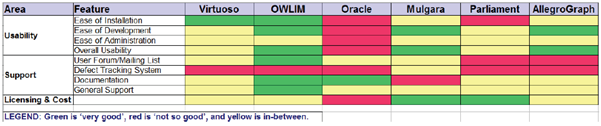 Area Feature Virtuoso OWLIM Oracle Mulgara Parliament AllegroGraph
Usability
Ease of Installation
Ease of Development
Ease of Administration
Overall Usability
Support
User Forum/Mailing List
Defect Tracking System
Documentation
General Support
Licensing & Cost
LEGEND: Green is ‘very good’, red is ‘not so good’, and yellow is in-between.